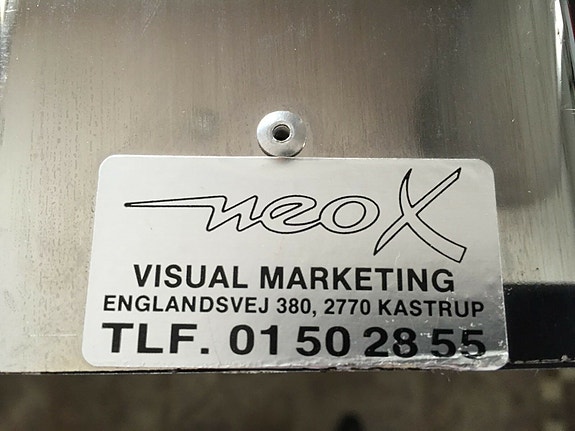 neoX
VISUAL MARKETING
ENGLANDSVEJ 380, 2770 KASTRUP
TLF. 01 50 28 55